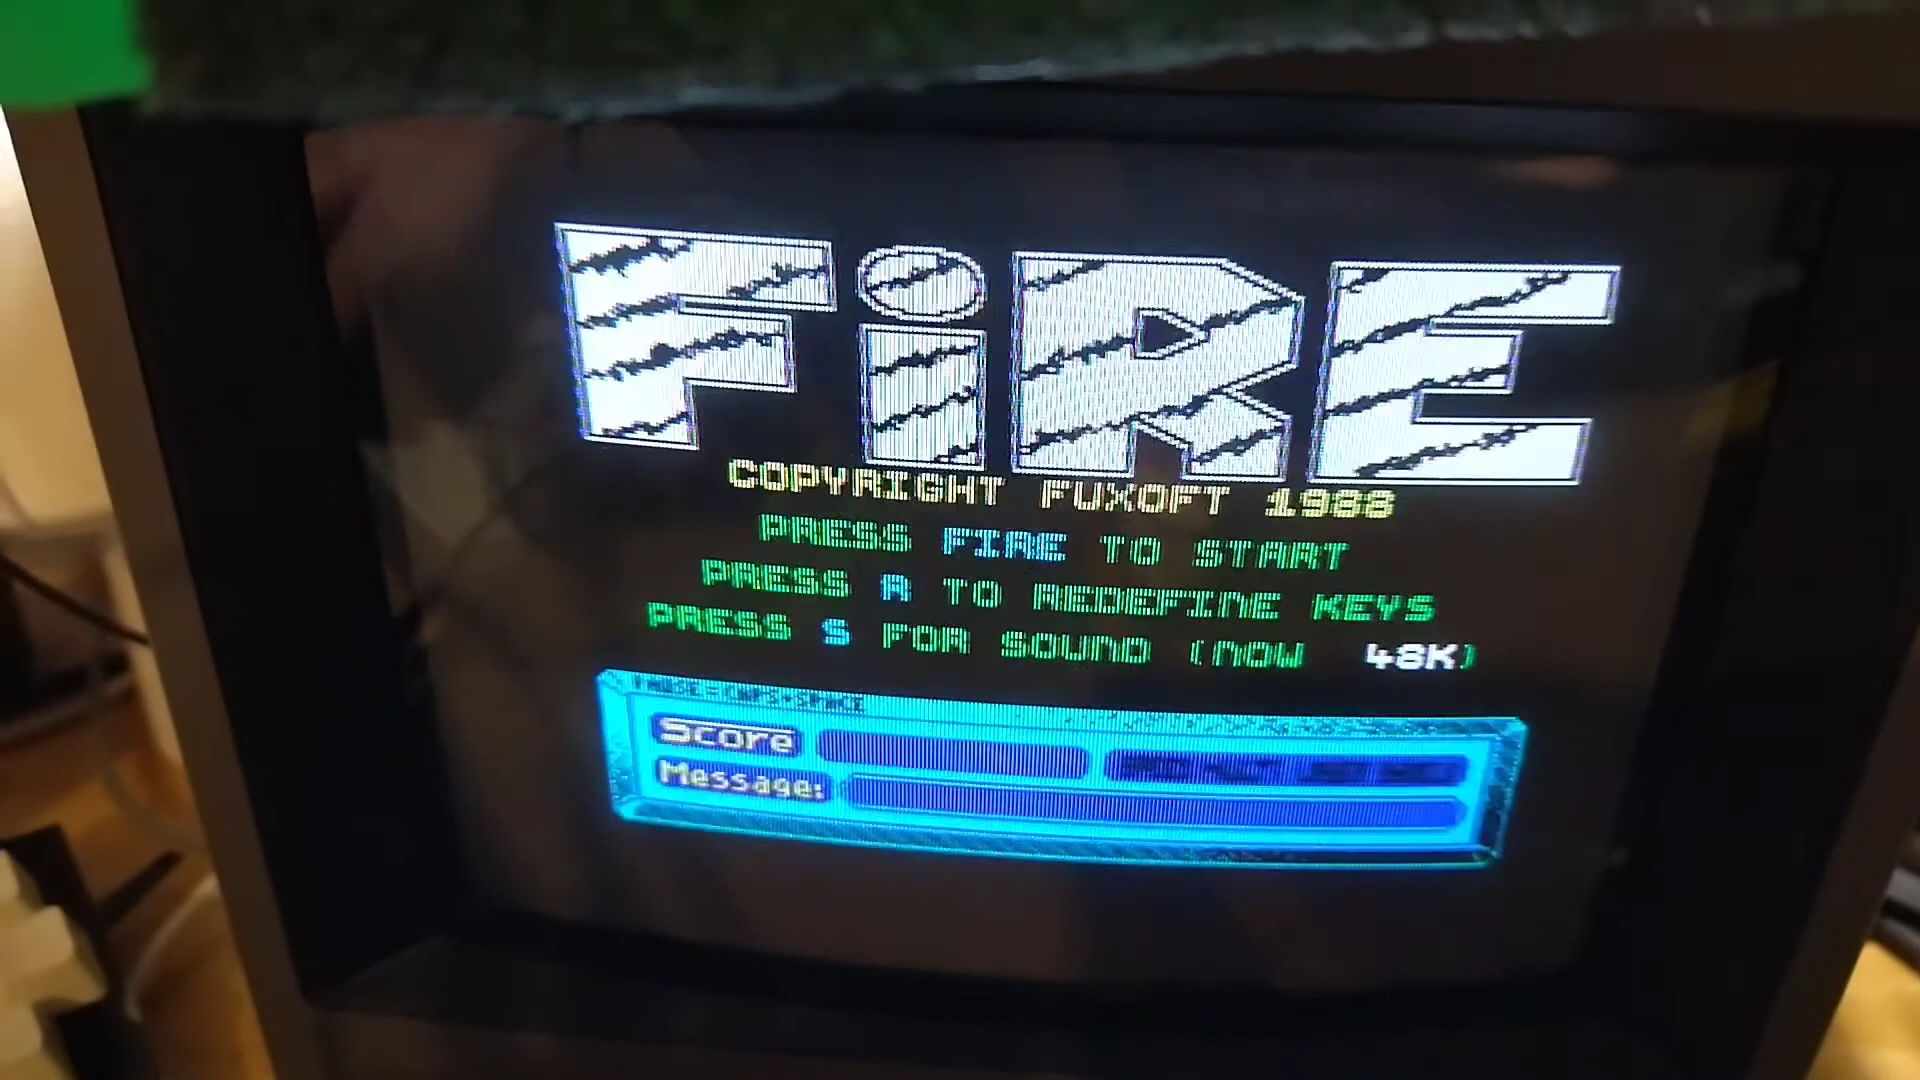 FiRE
COPYRIGHT FUXOFT 1988
PRESS FIRE TO START
PRESS R TO REDEFINE KEYS
PRESS S FOR SOUND (NOW 48K)
Score
Message: